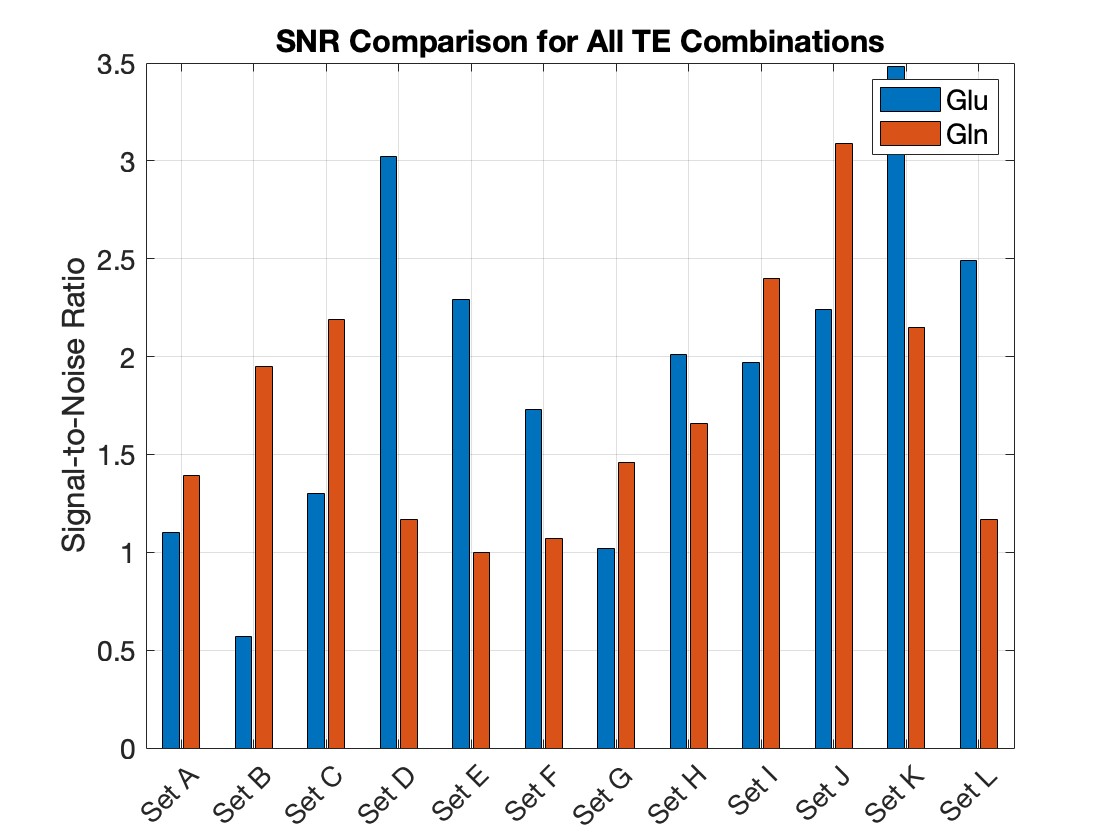 SNR Comparison for All TE Combinations
Signal-to-Noise Ratio
3.5
3
2.5
2
1.5
1
0.5
0
Glu
Gln
Set A
Set B
Set C
Set D
Set E
Set F
Set G
Set H
Set I
Set J
Set K
Set L